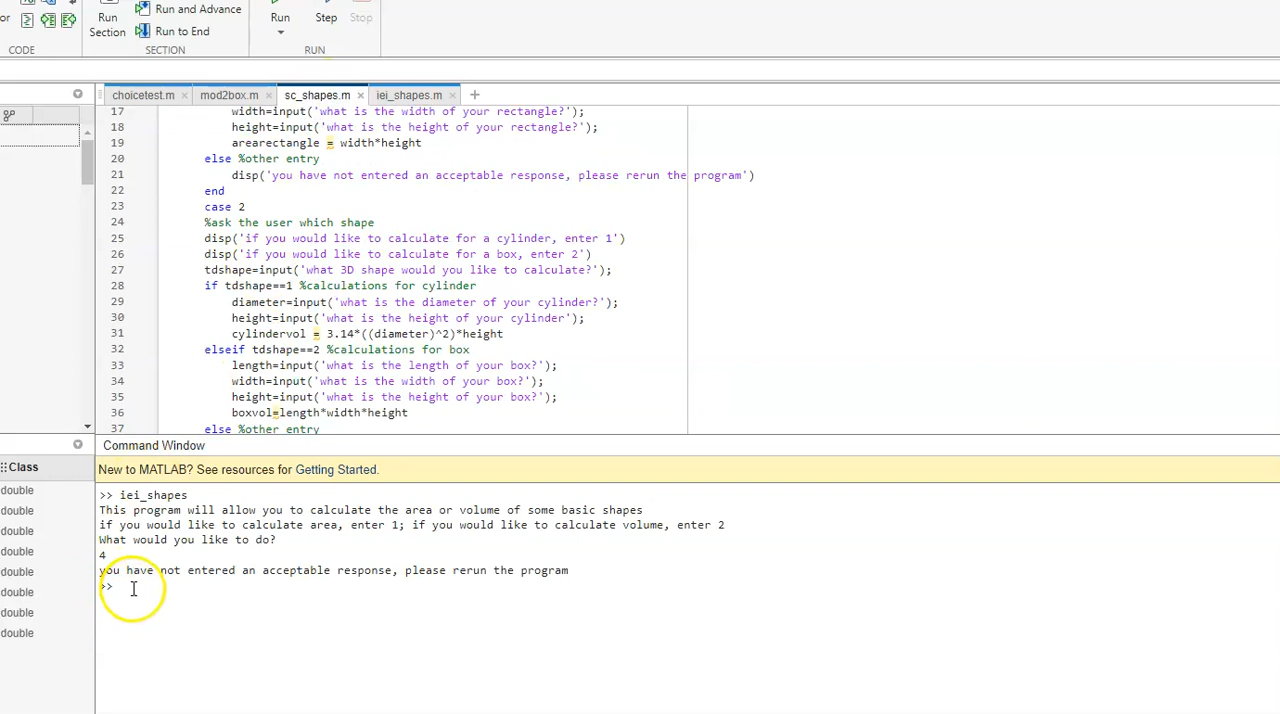 or
Run
Section
Run and Advance
Run to End
Run
Step
Stop
CODE
SECTION
RUN
choicetest.m ×
mod2box.m ×
sc_shapes.m ×
iei_shapes.m ×
+
17 width=input('what is the width of your rectangle?');
18 height=input('what is the height of your rectangle?');
19 arearectangle = width*height
20 else %other entry
21 disp('you have not entered an acceptable response, please rerun the program')
22 end
23 case 2
24 %ask the user which shape
25 disp('if you would like to calculate for a cylinder, enter 1')
26 disp('if you would like to calculate for a box, enter 2')
27 tdshape=input('what 3D shape would you like to calculate?');
28 if tdshape==1 %calculations for cylinder
29 diameter=input('what is the diameter of your cylinder?');
30 height=input('what is the height of your cylinder');
31 cylindervol = 3.14*((diameter)^2)*height
32 elseif tdshape==2 %calculations for box
33 length=input('what is the length of your box?');
34 width=input('what is the width of your box?');
35 height=input('what is the height of your box?');
36 boxvol=length*width*height
37 else %other entry
Command Window
Class
double
double
double
double
double
double
double
double
New to MATLAB? See resources for Getting Started.
>> iei_shapes
This program will allow you to calculate the area or volume of some basic shapes
if you would like to calculate area, enter 1; if you would like to calculate volume, enter 2
What would you like to do?
4
you have not entered an acceptable response, please rerun the program
>>